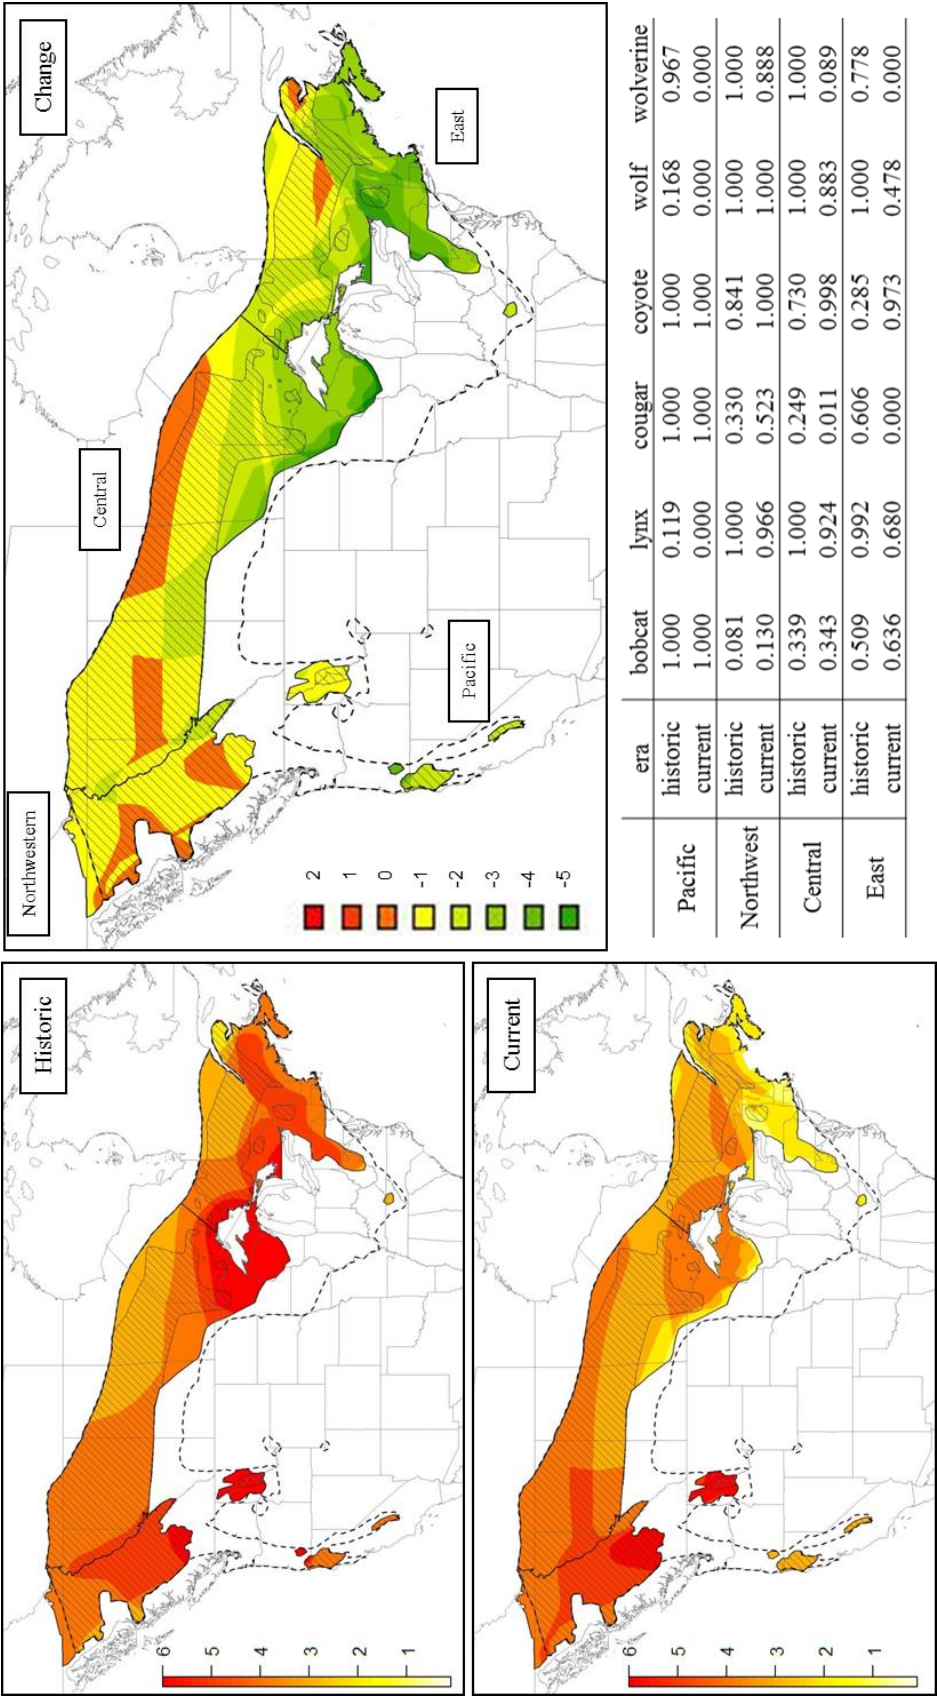 Historic
6
5
4
3
2
1
Current
6
5
4
3
2
1
Change
Northwestern
Central
East
Pacific
2
1
0
-1
-2
-3
-4
-5
era bobcat lynx cougar coyote wolf wolverine
Pacific historic 1.000 0.119 1.000 1.000 0.168 0.967
current 1.000 0.000 1.000 1.000 0.000 0.000
Northwest historic 0.081 1.000 0.330 0.841 1.000 1.000
current 0.130 0.966 0.523 1.000 1.000 0.888
Central historic 0.339 1.000 0.249 0.730 1.000 1.000
current 0.343 0.924 0.011 0.998 0.883 0.089
East historic 0.509 0.992 0.606 0.285 1.000 0.778
current 0.636 0.680 0.000 0.973 0.478 0.000